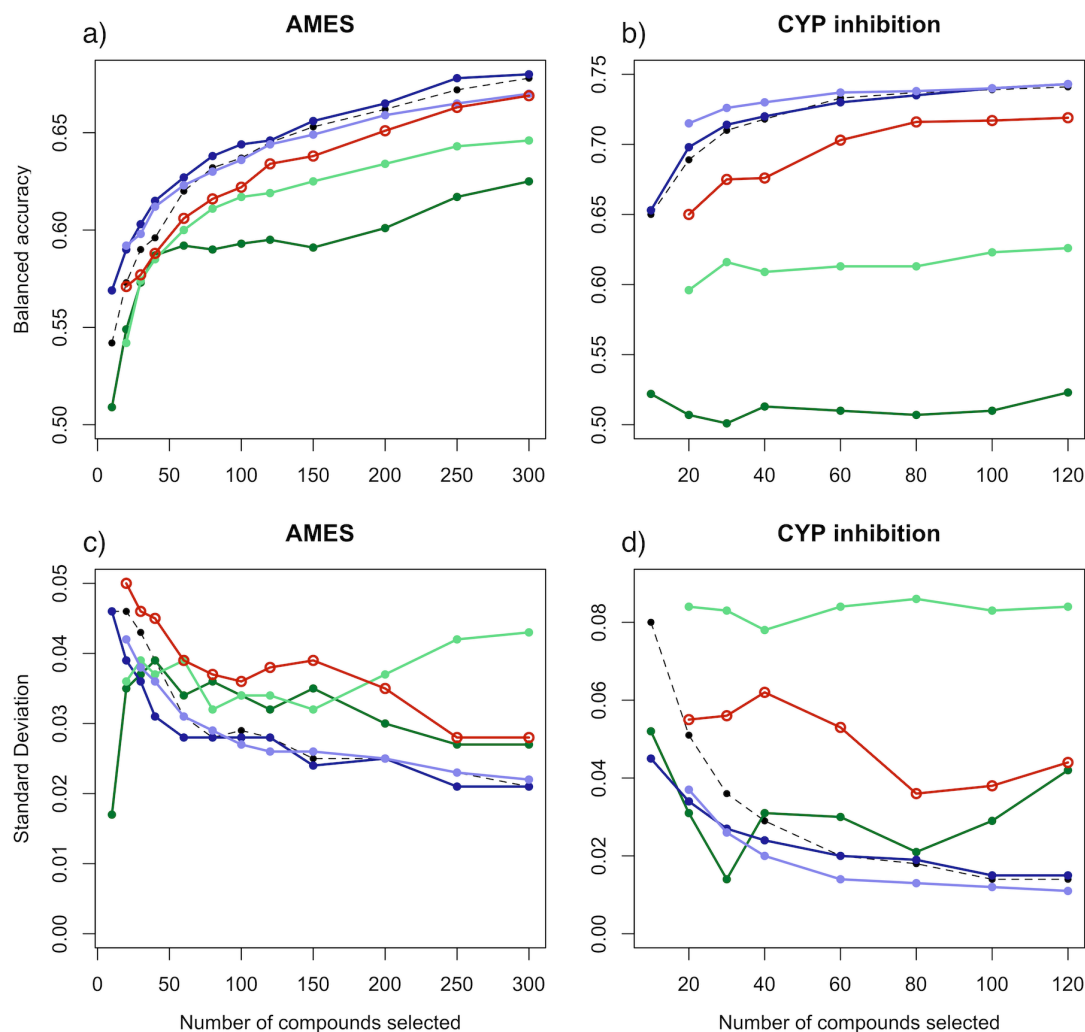 a) AMES
Balanced accuracy
0.50 0.55 0.60 0.65
0 50 100 150 200 250 300
b) CYP inhibition
0.50 0.55 0.60 0.65 0.70 0.75
20 40 60 80 100 120
c) AMES
Standard Deviation
0.00 0.01 0.02 0.03 0.04 0.05
0 50 100 150 200 250 300
Number of compounds selected
d) CYP inhibition
0.00 0.02 0.04 0.06 0.08
20 40 60 80 100 120
Number of compounds selected